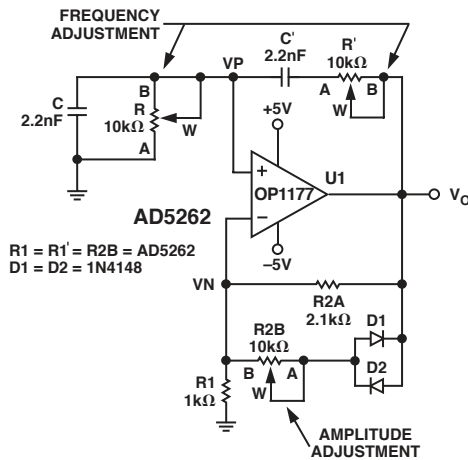 FREQUENCY
ADJUSTMENT
VP
C'
2.2nF
R'
10kΩ
A
B
W
C
2.2nF
B
R
10kΩ
W
A
+5V
+
OP1177
U1
−
−5V
VO
AD5262
R1 = R1' = R2B = AD5262
D1 = D2 = 1N4148
VN
R2A
2.1kΩ
R2B
10kΩ
B
A
W
D1
D2
R1
1kΩ
AMPLITUDE
ADJUSTMENT